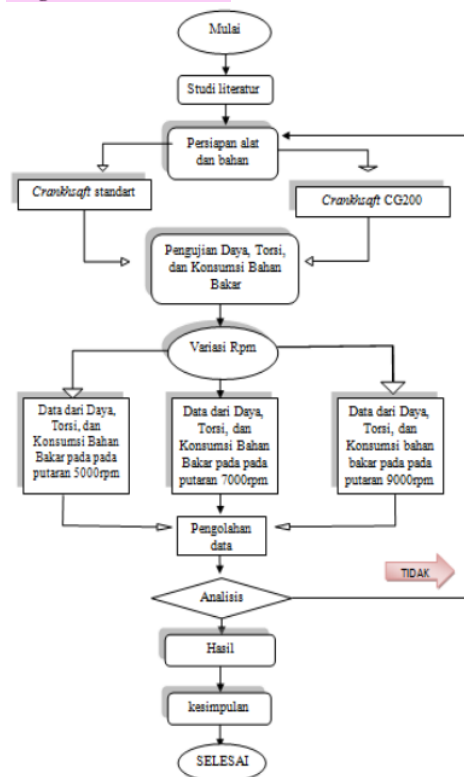 Mulai
Studi literatur
Persiapan alat
dan bahan
Crankhsaft standart
Crankhsaft CG200
Pengujian Daya, Torsi,
dan Konsumsi Bahan
Bakar
Variasi Rpm
Data dari Daya,
Torsi, dan
Konsumsi Bahan
Bakar pada pada
putaran 5000rpm
Data dari Daya,
Torsi, dan
Konsumsi Bahan
Bakar pada pada
putaran 7000rpm
Data dari Daya,
Torsi, dan
Konsumsi bahan
bakar pada pada
putaran 9000rpm
Pengolahan
data
TIDAK
Analisis
Hasil
kesimpulan
SELESAI